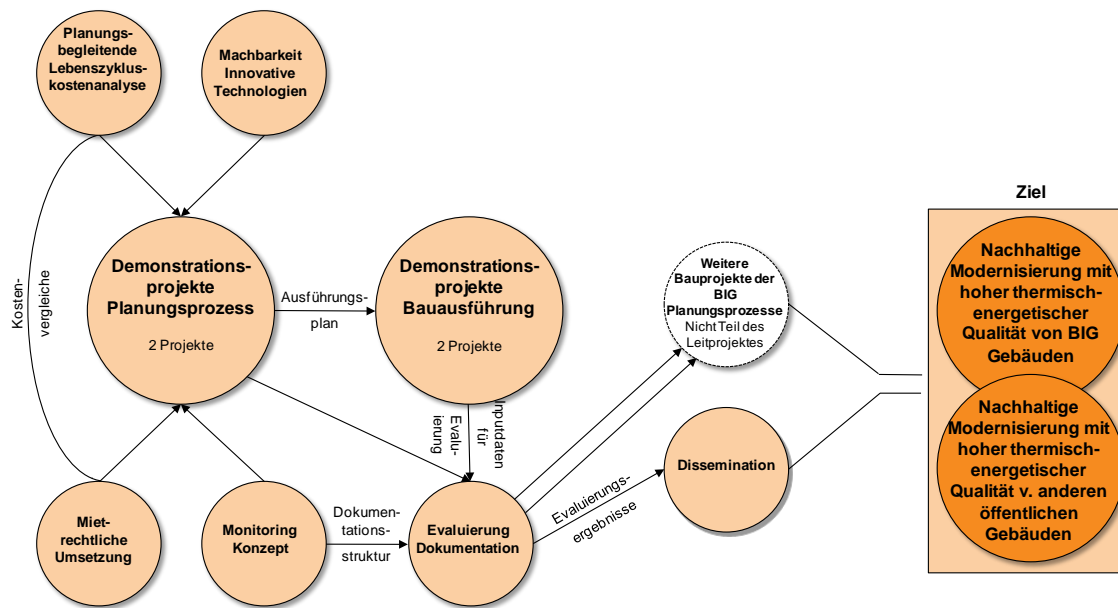 Planungs-
begleitende
Lebenszyklus-
kostenanalyse
Machbarkeit
Innovative
Technologien
Kosten-
vergleiche
Demonstrations-
projekte
Planungsprozess
2 Projekte
Ausführungs-
plan
Demonstrations-
projekte
Bauausführung
2 Projekte
Weitere
Bauprojekte der
BIG
Planungsprozesse
Nicht Teil des
Leitprojektes
Ziel
Nachhaltige
Modernisierung mit
hoher thermisch-
energetischer
Qualität von BIG
Gebäuden
Nachhaltige
Modernisierung mit
hoher thermisch-
energetischer
Qualität v. anderen
öffentlichen
Gebäuden
Inputdaten
für
Evalu-
ierung
Dissemination
Miet-
rechtliche
Umsetzung
Monitoring
Konzept
Dokumen-
tations-
struktur
Evaluierung
Dokumentation
Evaluierungs-
ergebnisse